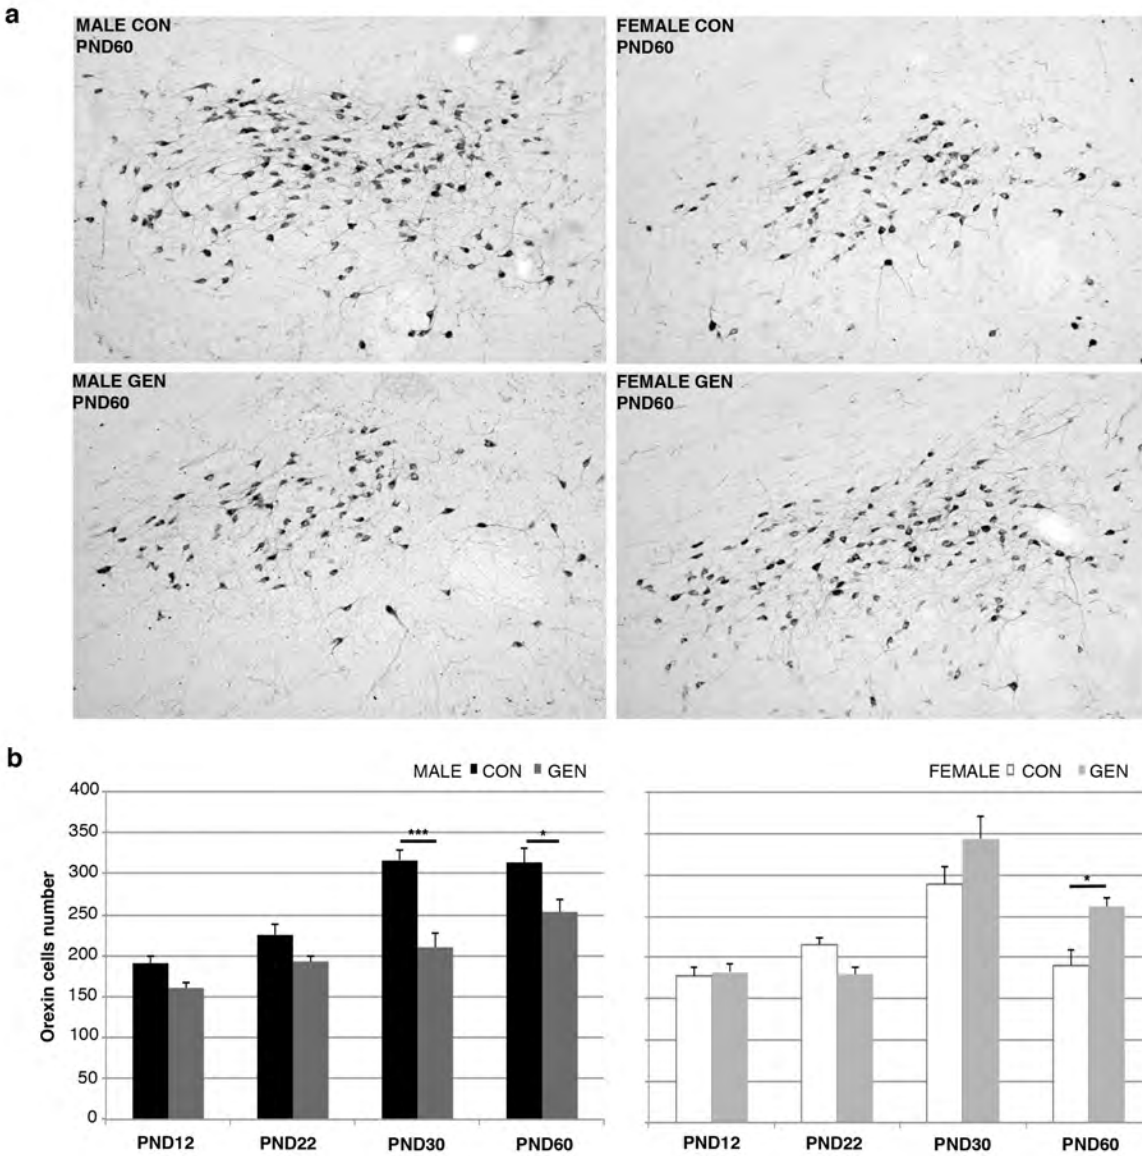 a
MALE CON
PND60
FEMALE CON
PND60
MALE GEN
PND60
FEMALE GEN
PND60
b
MALE CON GEN
FEMALE CON GEN
400
350
300
250
200
150
100
50
0
Orexin cells number
***
*
*
PND12 PND22 PND30 PND60
PND12 PND22 PND30 PND60